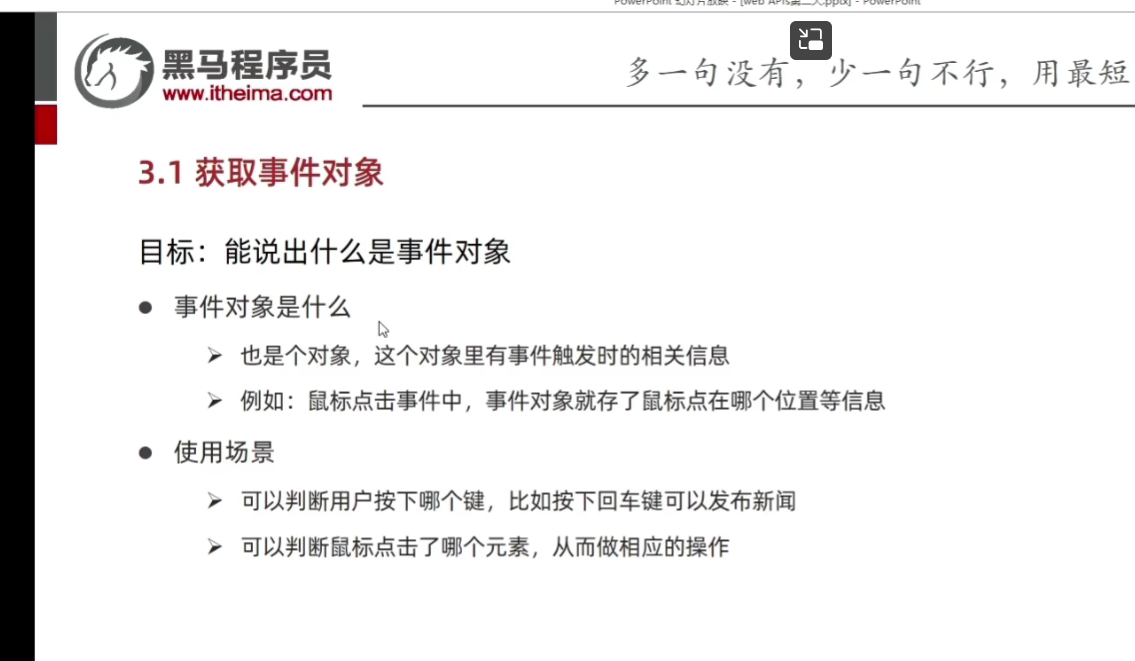 黑马程序员
www.itheima.com
多一句没有，少一句不行，用最短
3.1 获取事件对象
目标：能说出什么是事件对象
事件对象是什么
也是个对象，这个对象里有事件触发时的相关信息
例如：鼠标点击事件中，事件对象就存了鼠标点在哪个位置等信息
使用场景
可以判断用户按下哪个键，比如按下回车键可以发布新闻
可以判断鼠标点击了哪个元素，从而做相应的操作